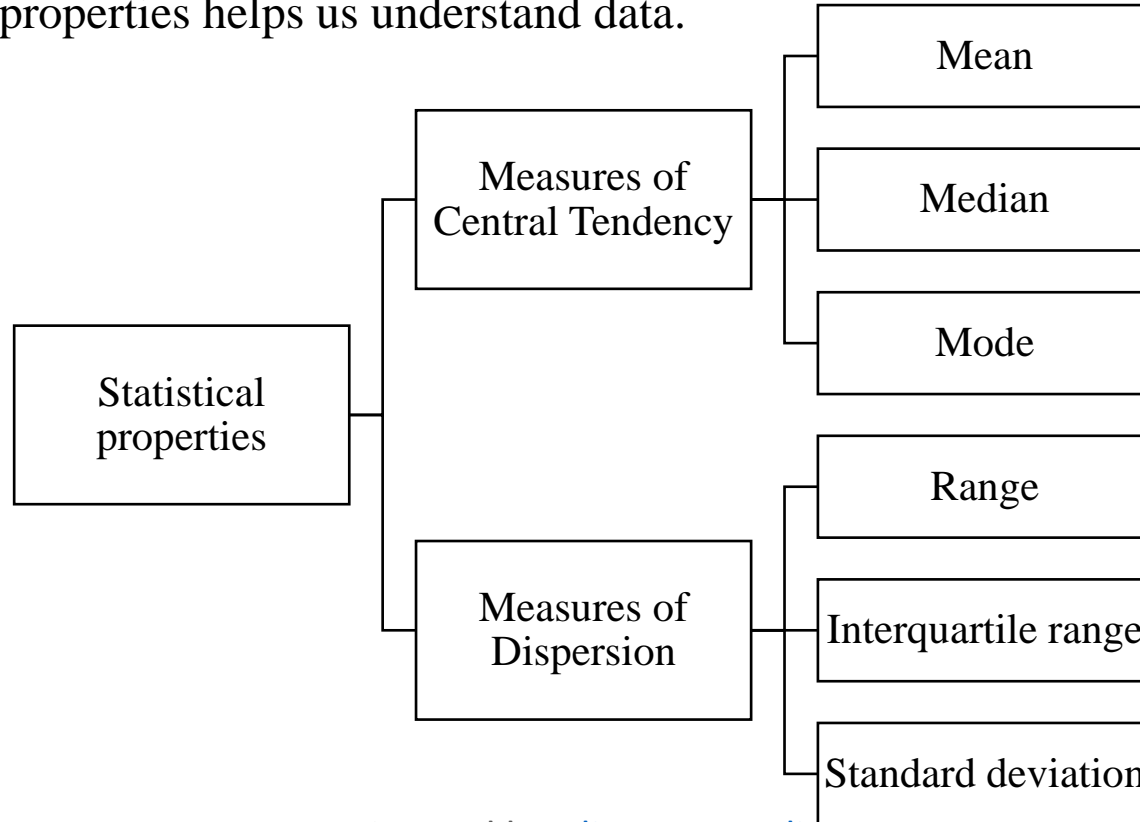 properties helps us understand data.
Mean
Measures of
Central Tendency
Median
Mode
Statistical
properties
Range
Measures of
Dispersion
Interquartile range
Standard deviation